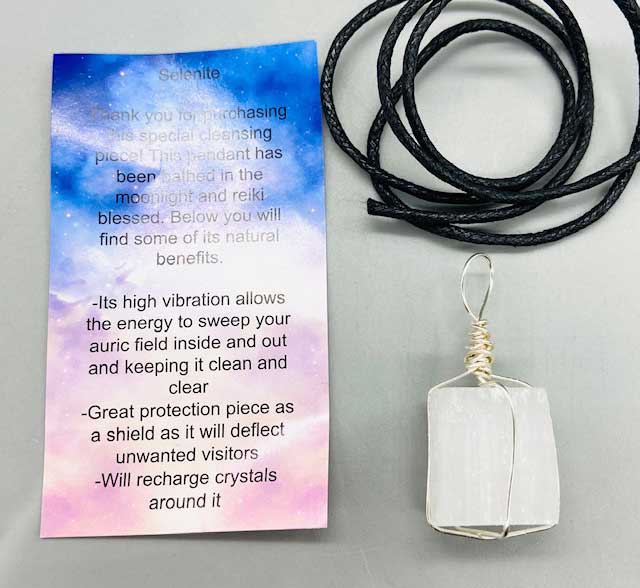 Selenite
Thank you for purchasing
this special cleansing
piece! This pendant has
been bathed in the
moonlight and reiki
blessed. Below you will
find some of its natural
benefits.
-Its high vibration allows
the energy to sweep your
auric field inside and out
and keeping it clean and
clear
-Great protection piece as
a shield as it will deflect
unwanted visitors
-Will recharge crystals
around it